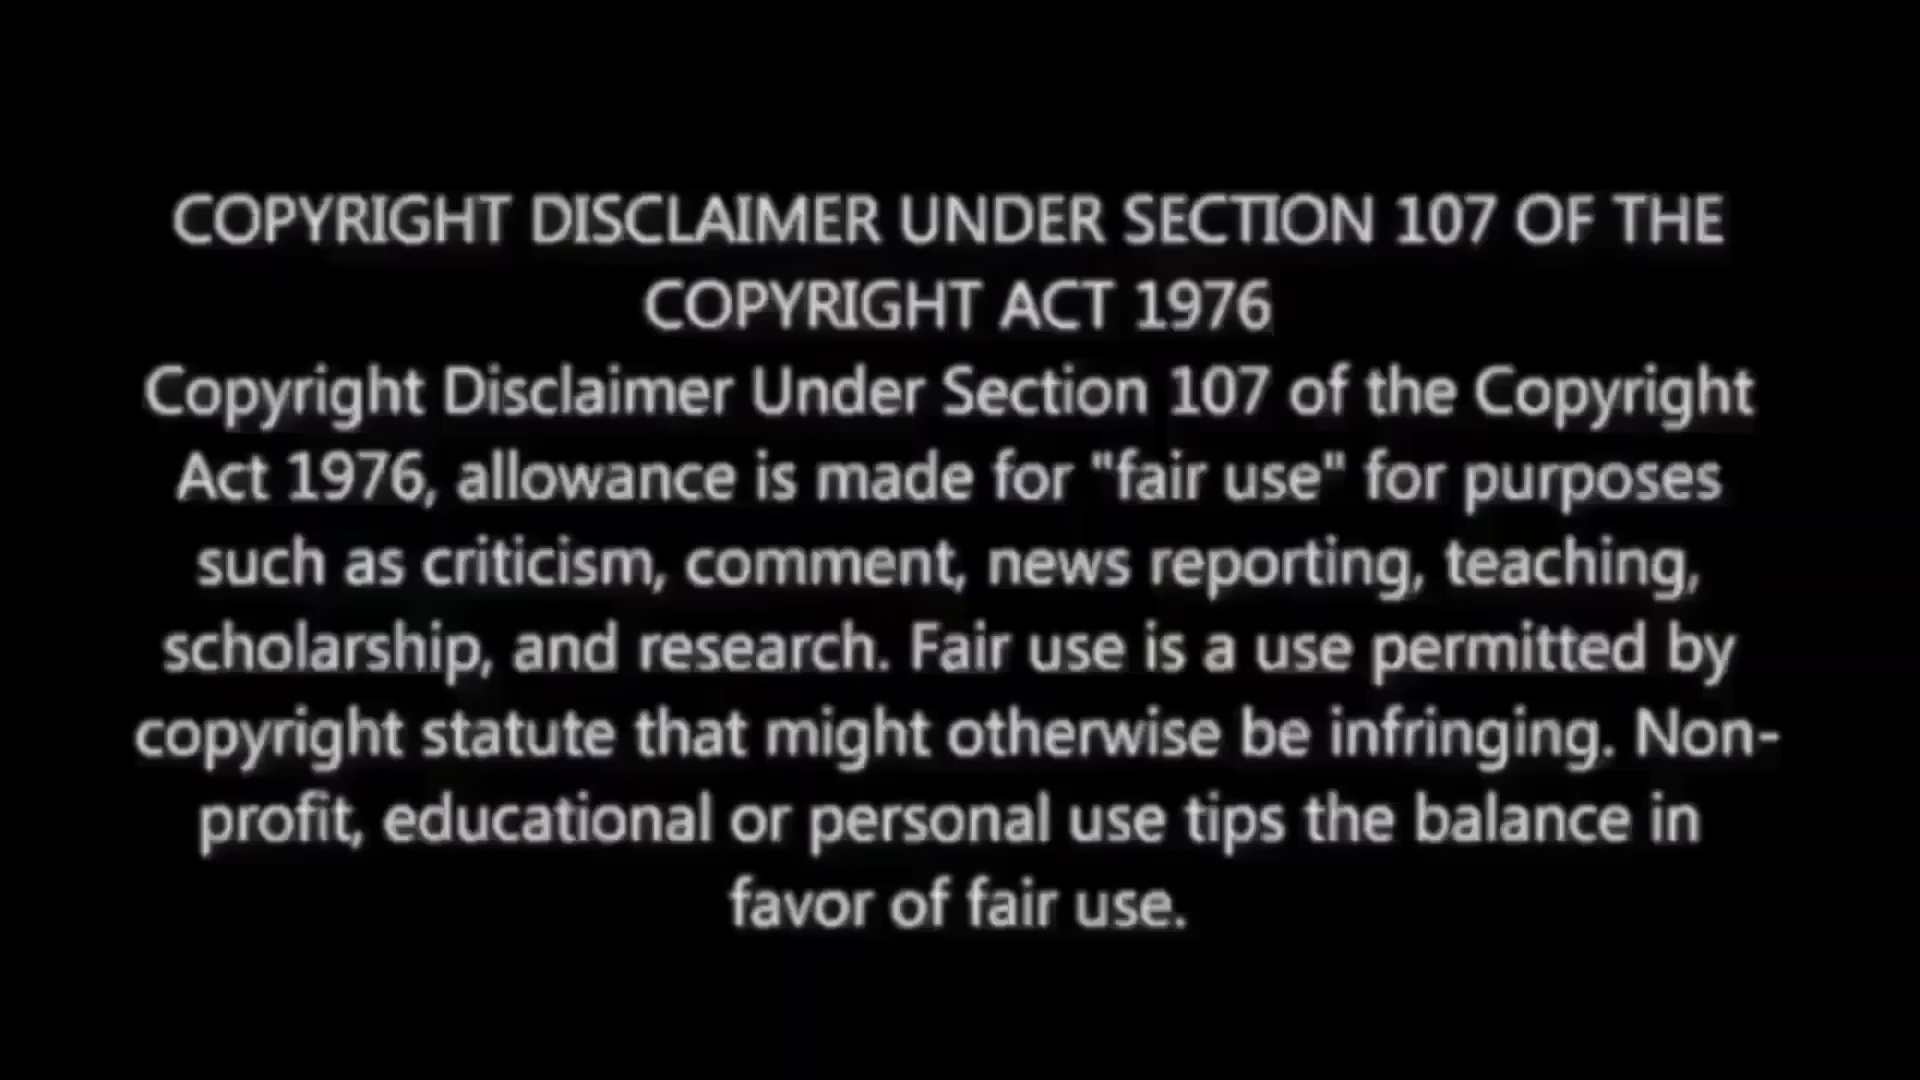 COPYRIGHT DISCLAIMER UNDER SECTION 107 OF THE
COPYRIGHT ACT 1976
Copyright Disclaimer Under Section 107 of the Copyright
Act 1976, allowance is made for "fair use" for purposes
such as criticism, comment, news reporting, teaching,
scholarship, and research. Fair use is a use permitted by
copyright statute that might otherwise be infringing. Non-
profit, educational or personal use tips the balance in
favor of fair use.